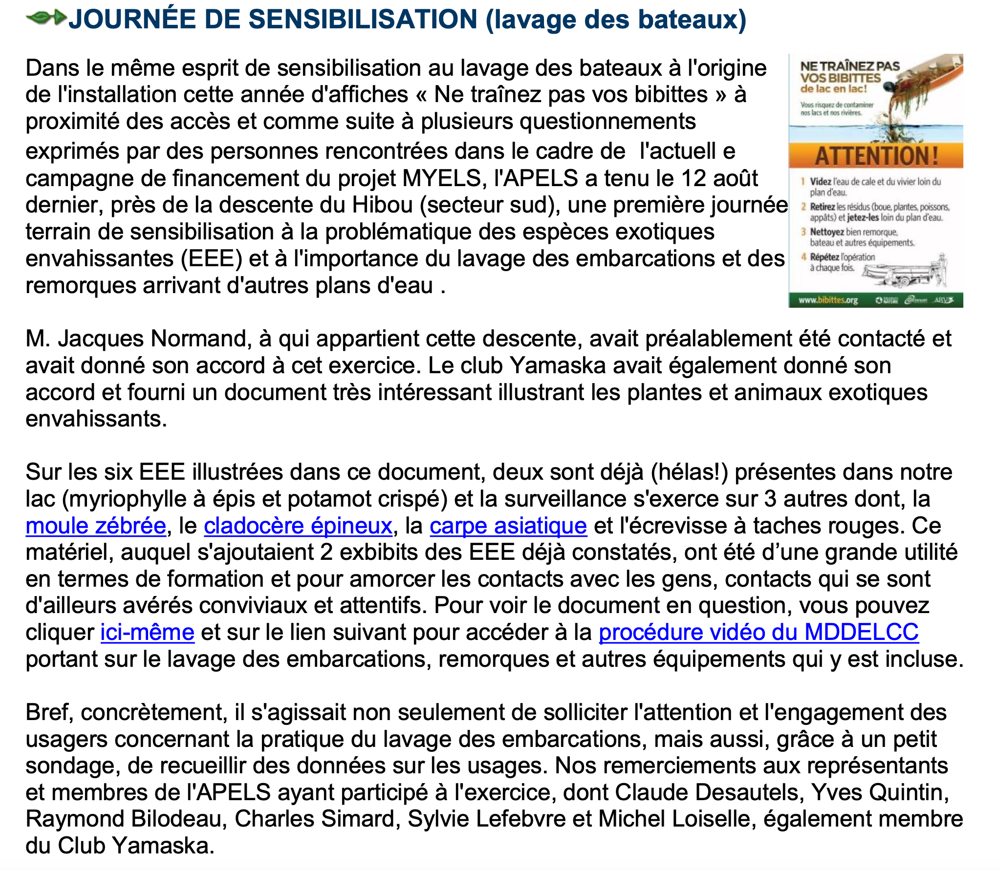 JOURNÉE DE SENSIBILISATION (lavage des bateaux)
Dans le même esprit de sensibilisation au lavage des bateaux à l'origine
de l'installation cette année d'affiches « Ne traînez pas vos bibittes » à
proximité des accès et comme suite à plusieurs questionnements
exprimés par des personnes rencontrées dans le cadre de l'actuell e
campagne de financement du projet MYELS, l'APELS a tenu le 12 août
dernier, près de la descente du Hibou (secteur sud), une première journée
terrain de sensibilisation à la problématique des espèces exotiques
envahissantes (EEE) et à l'importance du lavage des embarcations et des
remorques arrivant d'autres plans d'eau .
NE TRAÎNEZ PAS
VOS BIBITTES
de lac en lac!
Vous risquez de contaminer
nos lacs et nos rivières.
ATTENTION!
1 Videz l'eau de cale et du vivier loin du
plan d'eau.
2 Retirez les résidus (boue, plantes, poissons,
appâts) et jetez-les loin du plan d'eau.
3 Nettoyez bien remorque,
bateau et autres équipements.
4 Répétez l'opération
à chaque fois.
www.bibittes.org
M. Jacques Normand, à qui appartient cette descente, avait préalablement été contacté et
avait donné son accord à cet exercice. Le club Yamaska avait également donné son
accord et fourni un document très intéressant illustrant les plantes et animaux exotiques
envahissants.
Sur les six EEE illustrées dans ce document, deux sont déjà (hélas!) présentes dans notre
lac (myriophylle à épis et potamot crispé) et la surveillance s'exerce sur 3 autres dont, la
moule zébrée, le cladocère épineux, la carpe asiatique et l'écrevisse à taches rouges. Ce
matériel, auquel s'ajoutaient 2 exbibits des EEE déjà constatés, ont été d’une grande utilité
en termes de formation et pour amorcer les contacts avec les gens, contacts qui se sont
d'ailleurs avérés conviviaux et attentifs. Pour voir le document en question, vous pouvez
cliquer ici-même et sur le lien suivant pour accéder à la procédure vidéo du MDDELCC
portant sur le lavage des embarcations, remorques et autres équipements qui y est incluse.
Bref, concrètement, il s'agissait non seulement de solliciter l'attention et l'engagement des
usagers concernant la pratique du lavage des embarcations, mais aussi, grâce à un petit
sondage, de recueillir des données sur les usages. Nos remerciements aux représentants
et membres de l'APELS ayant participé à l'exercice, dont Claude Desautels, Yves Quintin,
Raymond Bilodeau, Charles Simard, Sylvie Lefebvre et Michel Loiselle, également membre
du Club Yamaska.